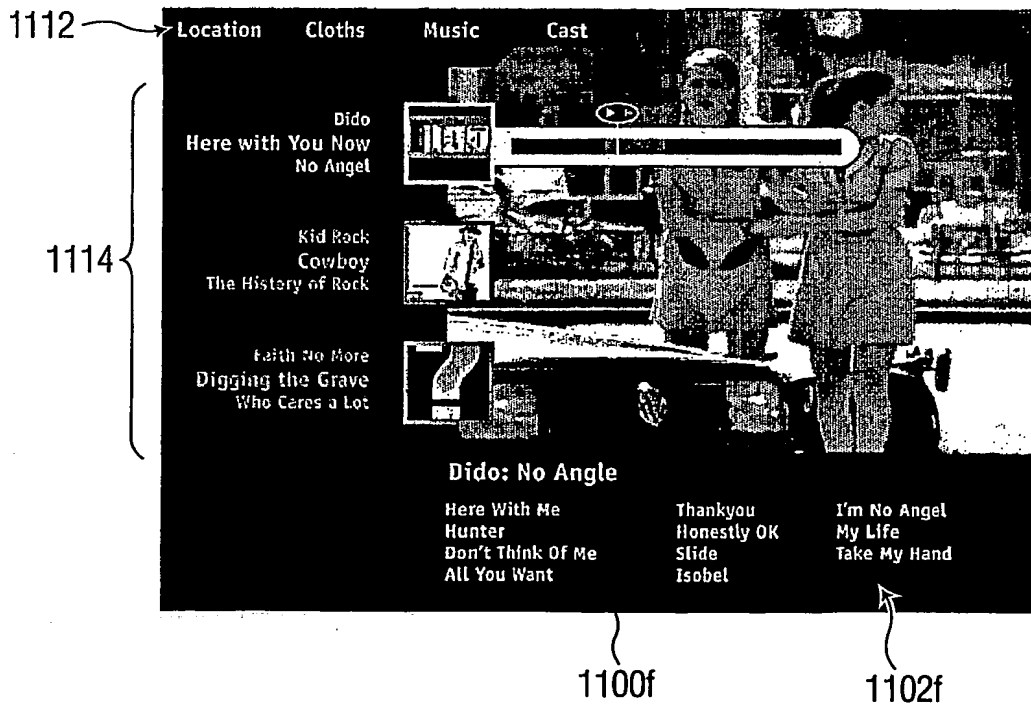 1112
Location Cloths Music Cast
1114
Dido
Here with You Now
No Angel
Kid Rock
Cowboy
The History of Rock
Faith No More
Digging the Grave
Who Cares a Lot
Dido: No Angle
Here With Me
Hunter
Don't Think Of Me
All You Want
Thankyou
Honestly OK
Slide
Isobel
I'm No Angel
My Life
Take My Hand
1100f
1102f